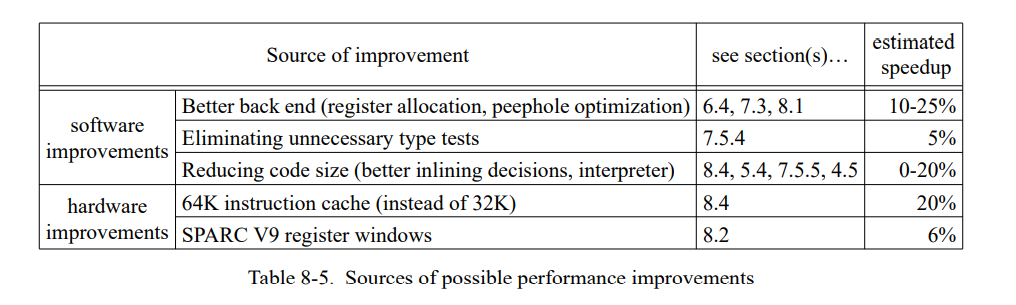 Source of improvement see section(s)… estimated speedup
software improvements
Better back end (register allocation, peephole optimization) 6.4, 7.3, 8.1 10-25%
Eliminating unnecessary type tests 7.5.4 5%
Reducing code size (better inlining decisions, interpreter) 8.4, 5.4, 7.5.5, 4.5 0-20%
hardware improvements
64K instruction cache (instead of 32K) 8.4 20%
SPARC V9 register windows 8.2 6%
Table 8-5. Sources of possible performance improvements